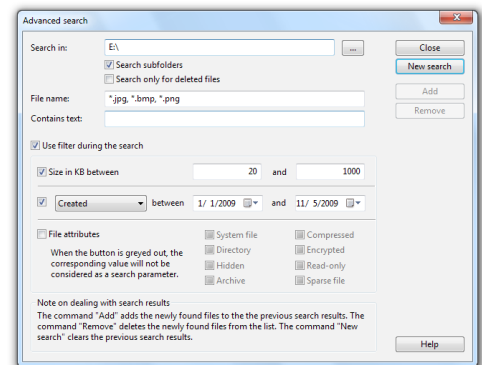 Advanced search
Search in: E:\ ... Close
Search subfolders New search
Search only for deleted files
Add
File name: *.jpg, *.bmp, *.png
Remove
Contains text:
Use filter during the search
Size in KB between 20 and 1000
Created between 1/ 1/2009 and 11/ 5/2009
File attributes System file Compressed
When the button is greyed out, the Directory Encrypted
corresponding value will not be Hidden Read-only
considered as a search parameter. Archive Sparse file
Note on dealing with search results
The command "Add" adds the newly found files to the the previous search results. The
command "Remove" deletes the newly found files from the list. The command "New
search" clears the previous search results.
Help